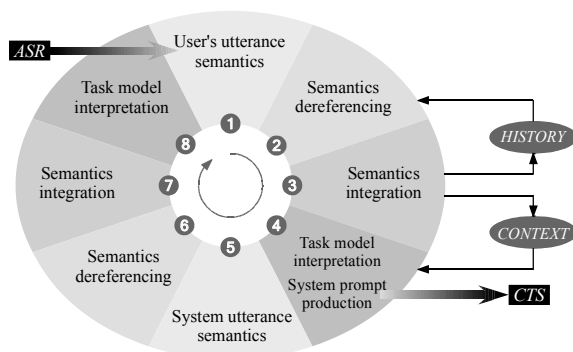 ASR
User's utterance
semantics
Task model
interpretation
Semantics
dereferencing
HISTORY
1
8
2
Semantics
integration
7
3
Semantics
integration
CONTEXT
6
4
5
Task model
interpretation
Semantics
dereferencing
System prompt
production
CTS
System utterance
semantics